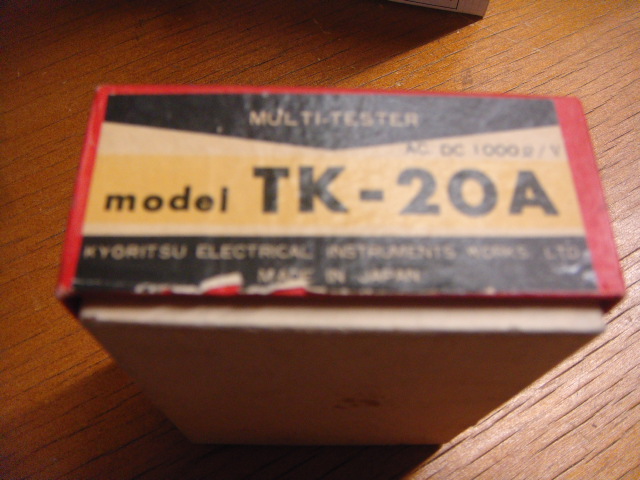 MULTI-TESTER
AC DC 1000Ω/V
model TK-20A
KYORITSU ELECTRICAL INSTRUMENTS WORKS LTD
MADE IN JAPAN